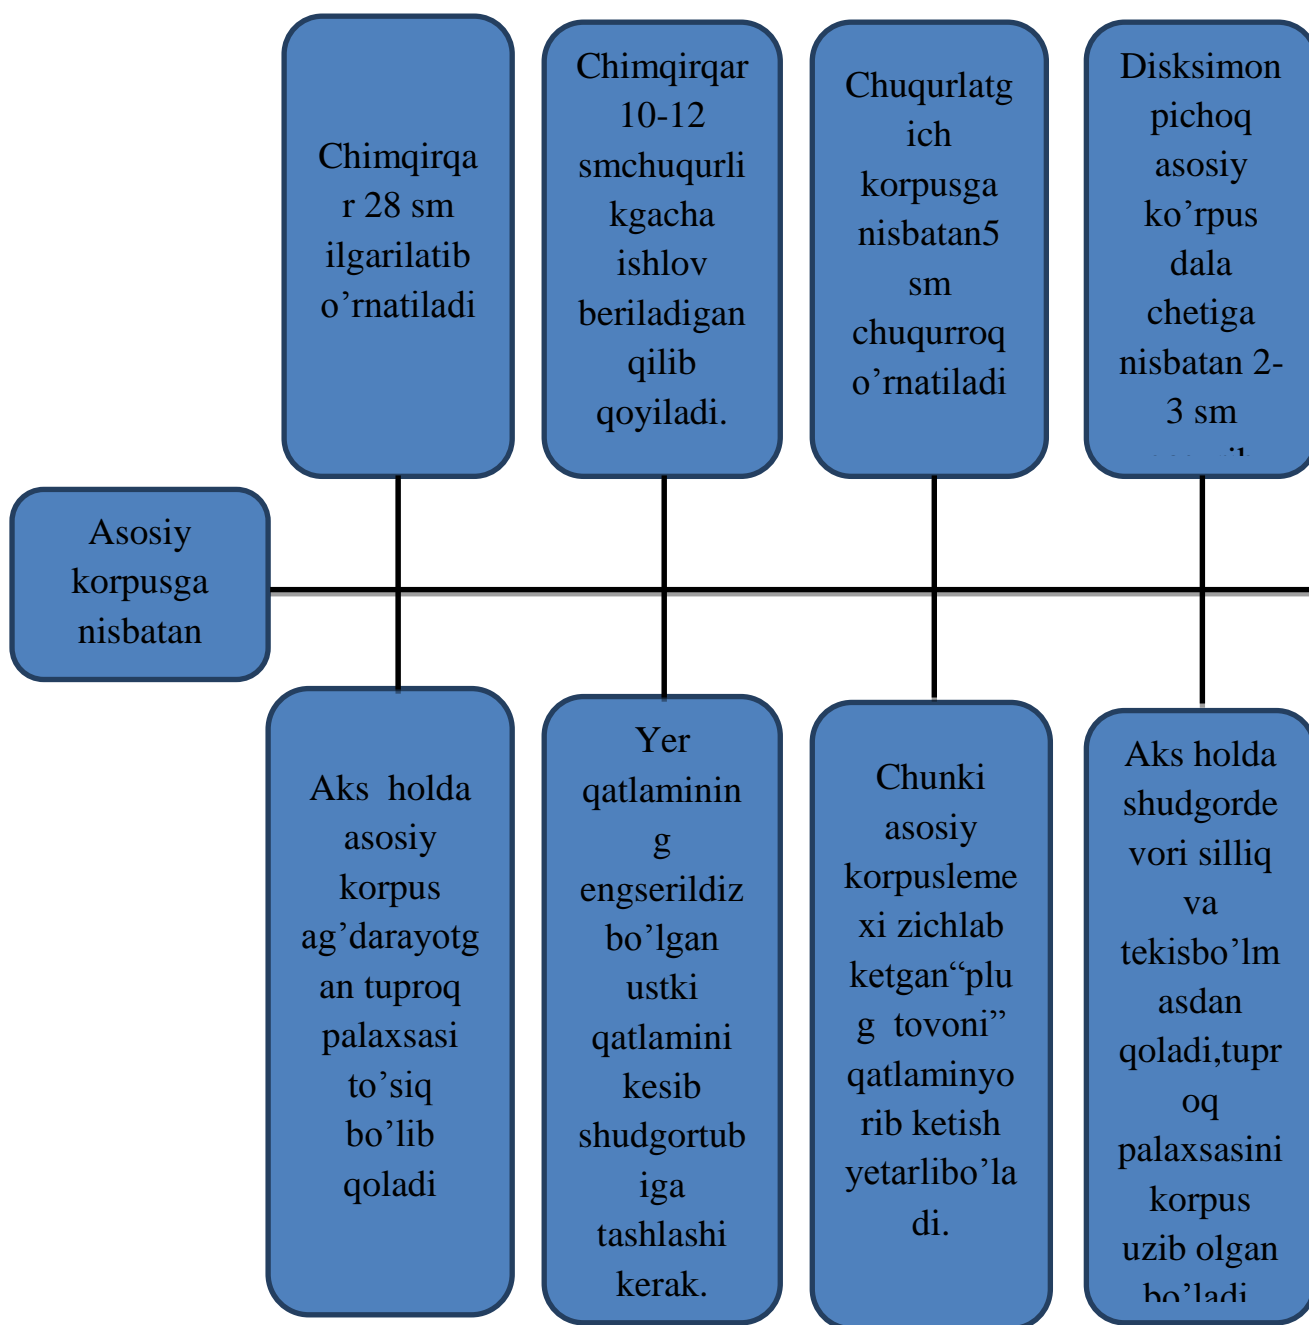 Chimqirqa
r 28 sm
ilgarilatib
o’rnatiladi
Chimqirqar
10-12
smchuqurli
kgacha
ishlov
beriladigan
qilib
qoyiladi.
Chuqurlatg
ich
korpusga
nisbatan5
sm
chuqurroq
o’rnatiladi
Disksimon
pichoq
asosiy
ko’rpus
dala
chetiga
nisbatan 2-
3 sm
Asosiy
korpusga
nisbatan
Aks holda
asosiy
korpus
ag’darayotg
an tuproq
palaxsasi
to’siq
bo’lib
qoladi
Yer
qatlaminin
g
engserildiz
bo’lgan
ustki
qatlamini
kesib
shudgortub
iga
tashlashi
kerak.
Chunki
asosiy
korpusleme
xi zichlab
ketgan“plu
g tovoni”
qatlaminyo
rib ketish
yetarlibo’la
di.
Aks holda
shudgorde
vori silliq
va
tekisbo’lm
asdan
qoladi,tupr
oq
palaxsasini
korpus
uzib olgan
bo’ladi